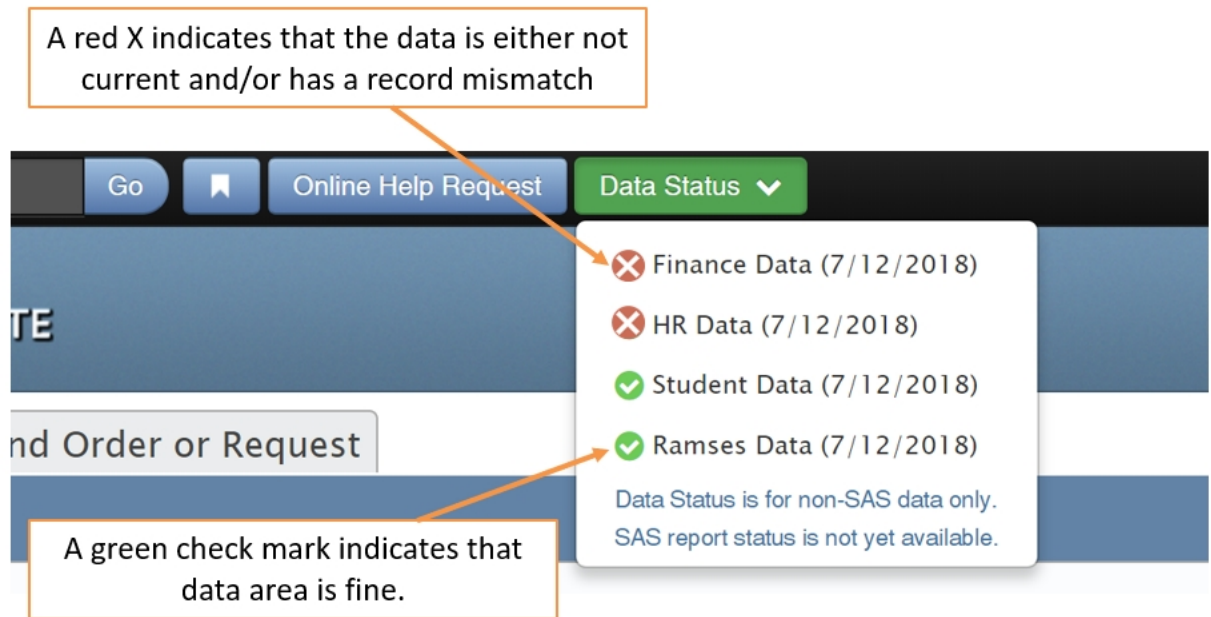 A red X indicates that the data is either not
current and/or has a record mismatch
Go
Online Help Request
Data Status
Finance Data (7/12/2018)
HR Data (7/12/2018)
TE
Student Data (7/12/2018)
nd Order or Request
Ramses Data (7/12/2018)
Data Status is for non-SAS data only.
SAS report status is not yet available.
A green check mark indicates that
data area is fine.